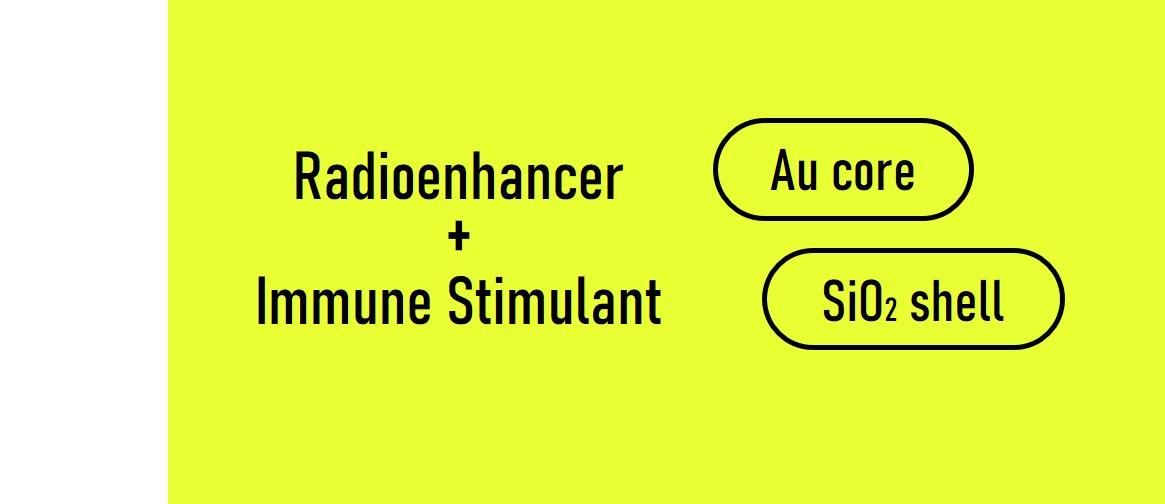 Radioenhancer
+
Immune Stimulant
Au core
SiO₂ shell